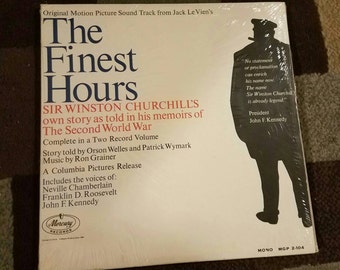 Original Motion Picture Sound Track from Jack Le Vien's
The
Finest
Hours
SIR WINSTON CHURCHILL'S
own story as told in his memoirs of
The Second World War
Complete in a Two Record Volume
Story told by Orson Welles and Patrick Wymark
Music by Ron Grainer
A Columbia Pictures Release
Includes the voices of:
Neville Chamberlain
Franklin D. Roosevelt
John F. Kennedy
Mercury
RECORDS
No statement
or proclamation
can enrich
his name now.
The name
Sir Winston Churchill
is already legend.
President
John F. Kennedy
MONO MGP 2-104